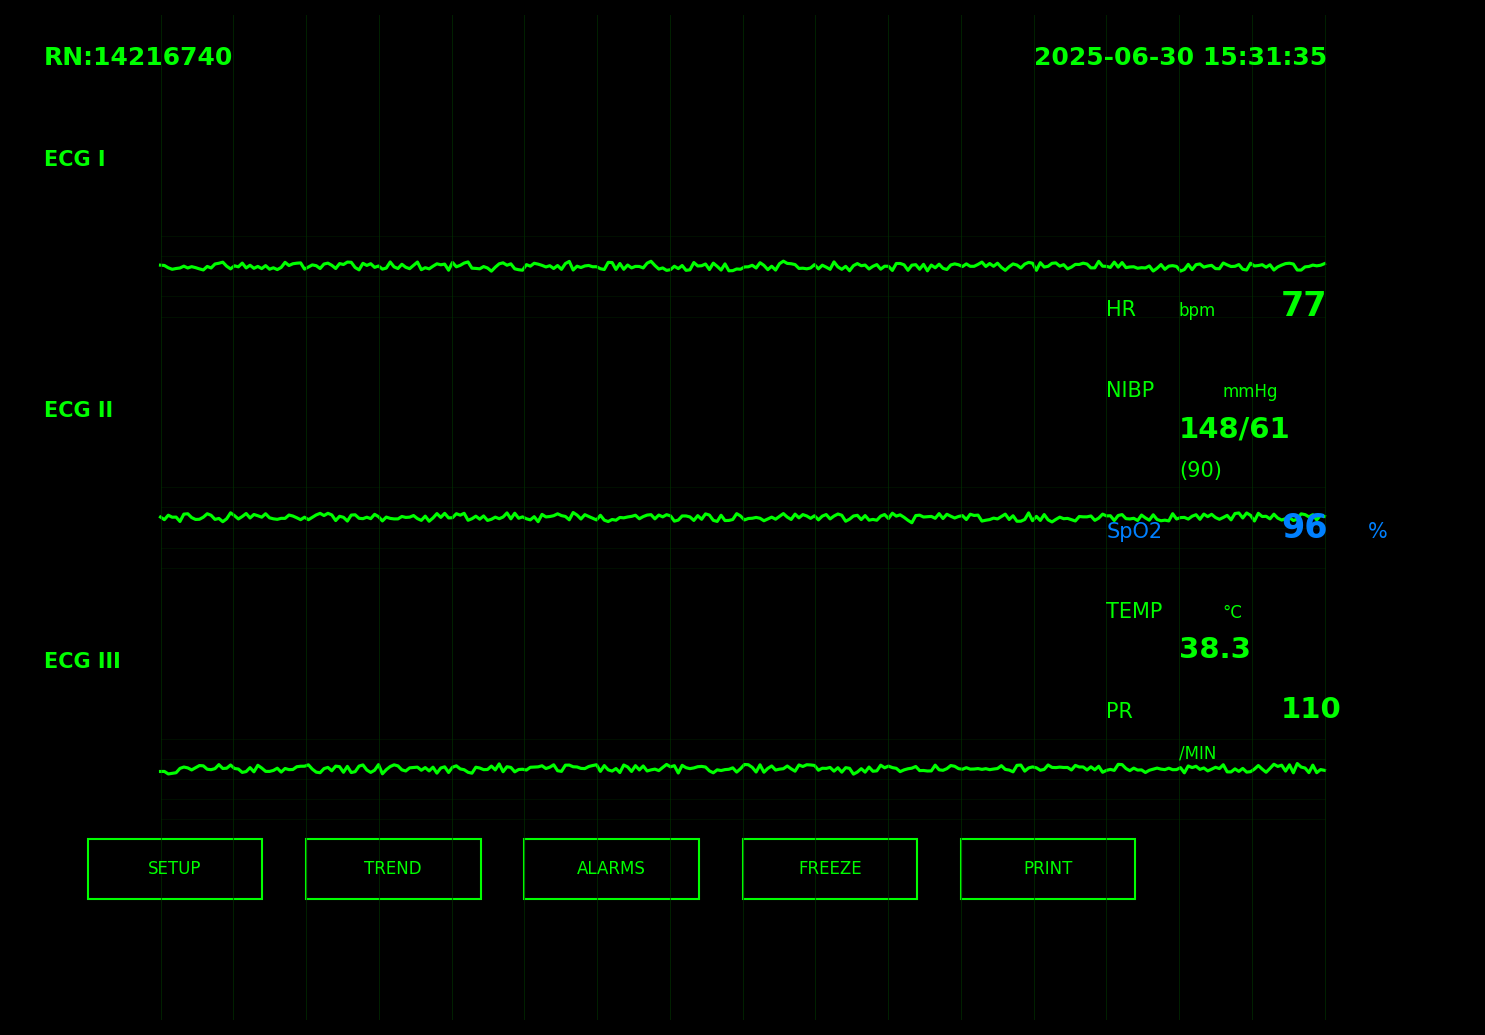 RN:14216740
2025-06-30 15:31:35
ECG I
HR bpm 77
NIBP mmHg
ECG II
148/61
(90)
SpO2 96 %
TEMP °C
38.3
ECG III
PR 110
/MIN
SETUP TREND ALARMS FREEZE PRINT